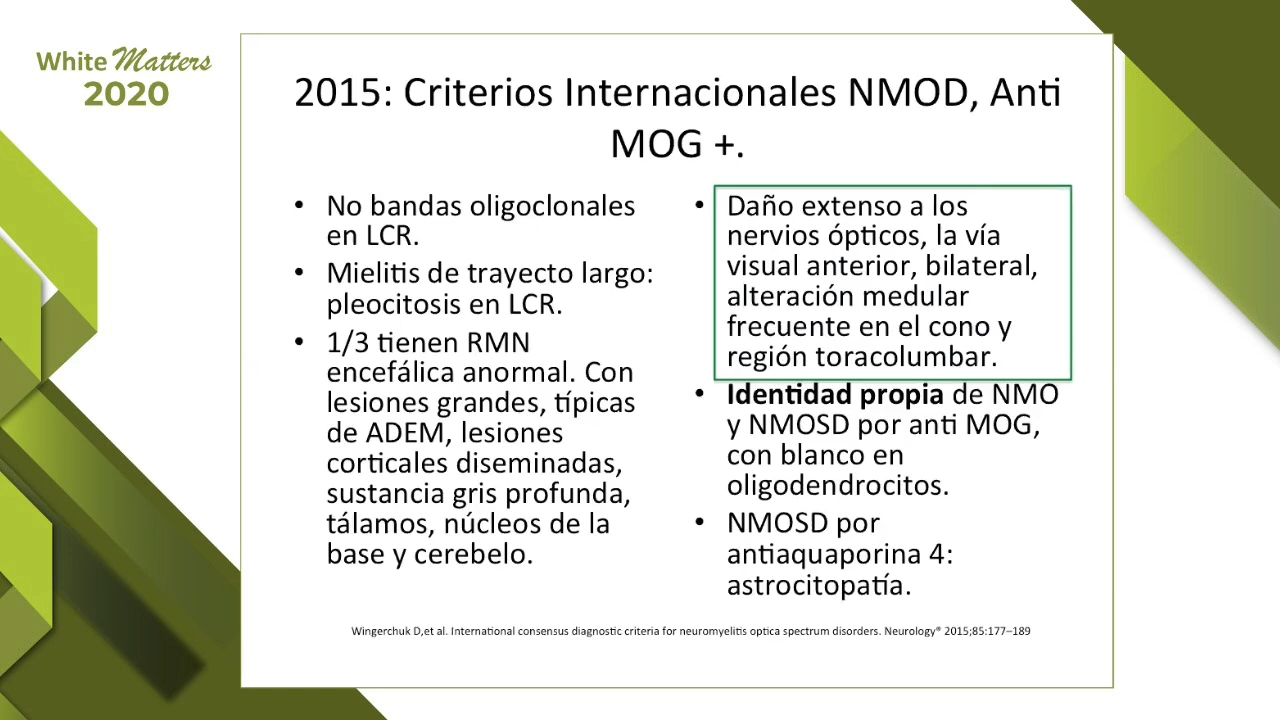 White Matters
2020
2015: Criterios Internacionales NMOD, Anti
MOG +.
• No bandas oligoclonales
en LCR.
• Mielitis de trayecto largo:
pleocitosis en LCR.
• 1/3 tienen RMN
encefálica anormal. Con
lesiones grandes, típicas
de ADEM, lesiones
corticales diseminadas,
sustancia gris profunda,
tálamos, núcleos de la
base y cerebelo.
• Daño extenso a los
nervios ópticos, la vía
visual anterior, bilateral,
alteración medular
frecuente en el cono y
región toracolumbar.
• Identidad propia de NMO
y NMOSD por anti MOG,
con blanco en
oligodendrocitos.
• NMOSD por
antiaquaporina 4:
astrocitopatía.
Wingerchuk D,et al. International consensus diagnostic criteria for neuromyelitis optica spectrum disorders. Neurology® 2015;85:177–189